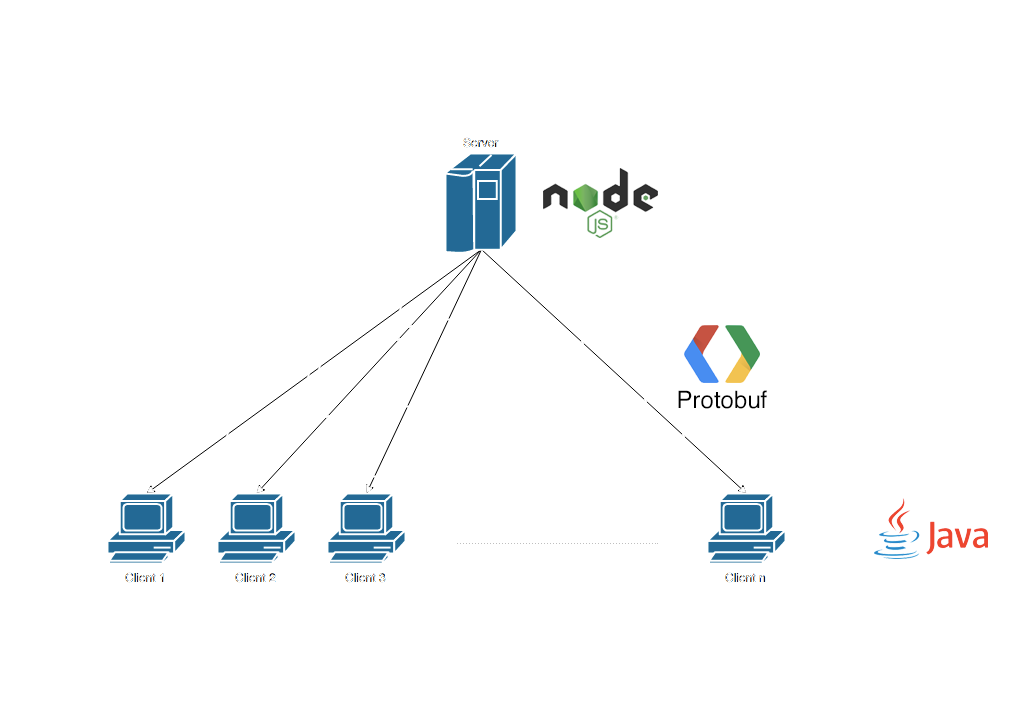 Server
node
JS
Protobuf
Client 1
Client 2
Client 3
Client n
Java